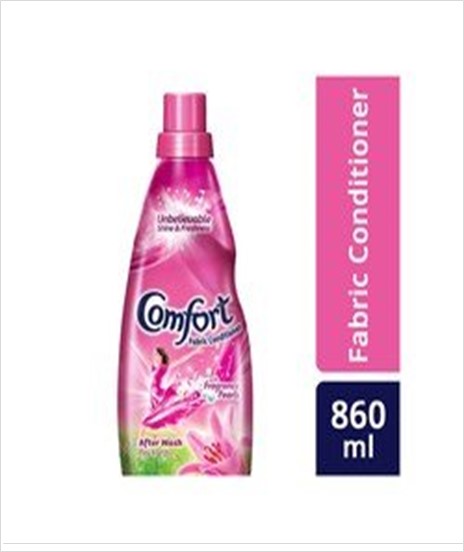 Unbelievable
Shine & Freshness
Comfort
Fabric Conditioner
Fragrance
Pearls
After Wash
Fabric Conditioner
860
ml